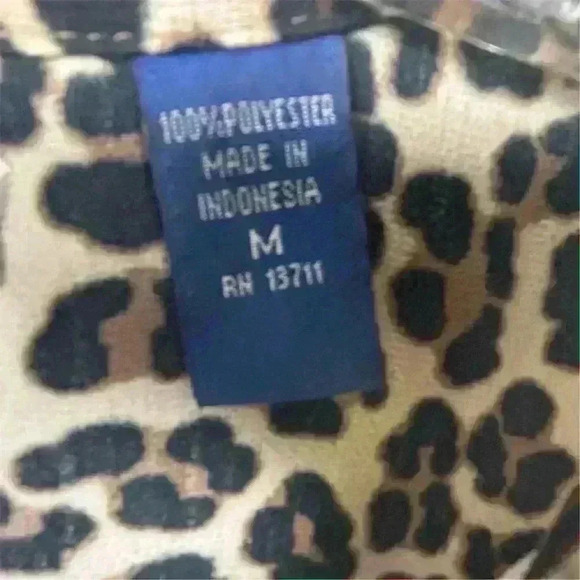 100% POLYESTER
MADE IN
INDONESIA
M
RN 13711